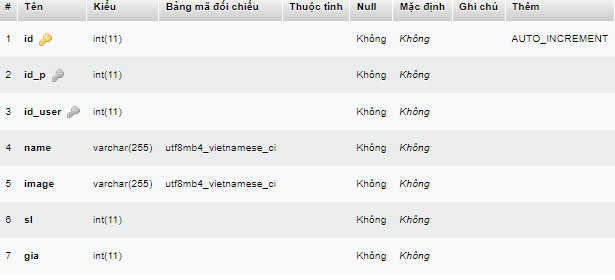 # Tên Kiểu Bảng mã đối chiếu Thuộc tính Null Mặc định Ghi chú Thêm
1 id int(11) Không Không AUTO_INCREMENT
2 id_p int(11) Không Không
3 id_user int(11) Không Không
4 name varchar(255) utf8mb4_vietnamese_ci Không Không
5 image varchar(255) utf8mb4_vietnamese_ci Không Không
6 sl int(11) Không Không
7 gia int(11) Không Không